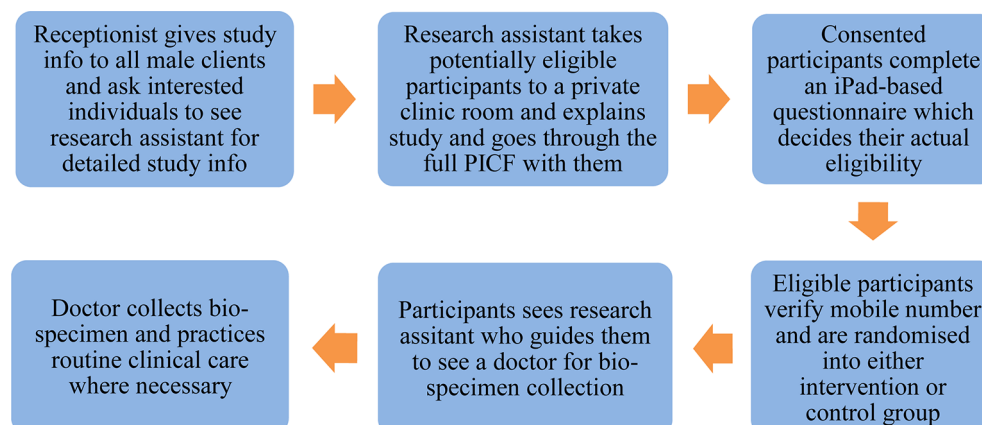 Receptionist gives study
info to all male clients
and ask interested
individuals to see
research assistant for
detailed study info
Research assistant takes
potentially eligible
participants to a private
clinic room and explains
study and goes through the
full PICF with them
Consented
participants complete
an iPad-based
questionnaire which
decides their actual
eligibility
Eligible participants
verify mobile number
and are randomised
into either
intervention or
control group
Participants sees research
assitant who guides them
to see a doctor for bio-
specimen collection
Doctor collects bio-
specimen and practices
routine clinical care
where necessary